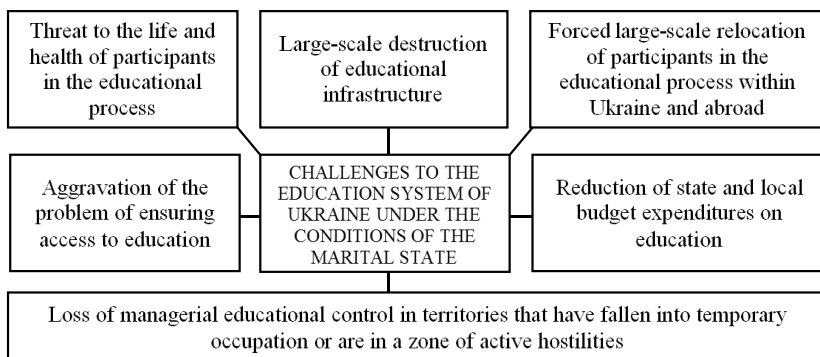 Threat to the life and
health of participants
in the educational
process
Large-scale destruction
of educational
infrastructure
Forced large-scale relocation
of participants in the
educational process within
Ukraine and abroad
Aggravation of the
problem of ensuring
access to education
CHALLENGES TO THE
EDUCATION SYSTEM OF
UKRAINE UNDER THE
CONDITIONS OF THE
MARITAL STATE
Reduction of state and local
budget expenditures on
education
Loss of managerial educational control in territories that have fallen into temporary
occupation or are in a zone of active hostilities